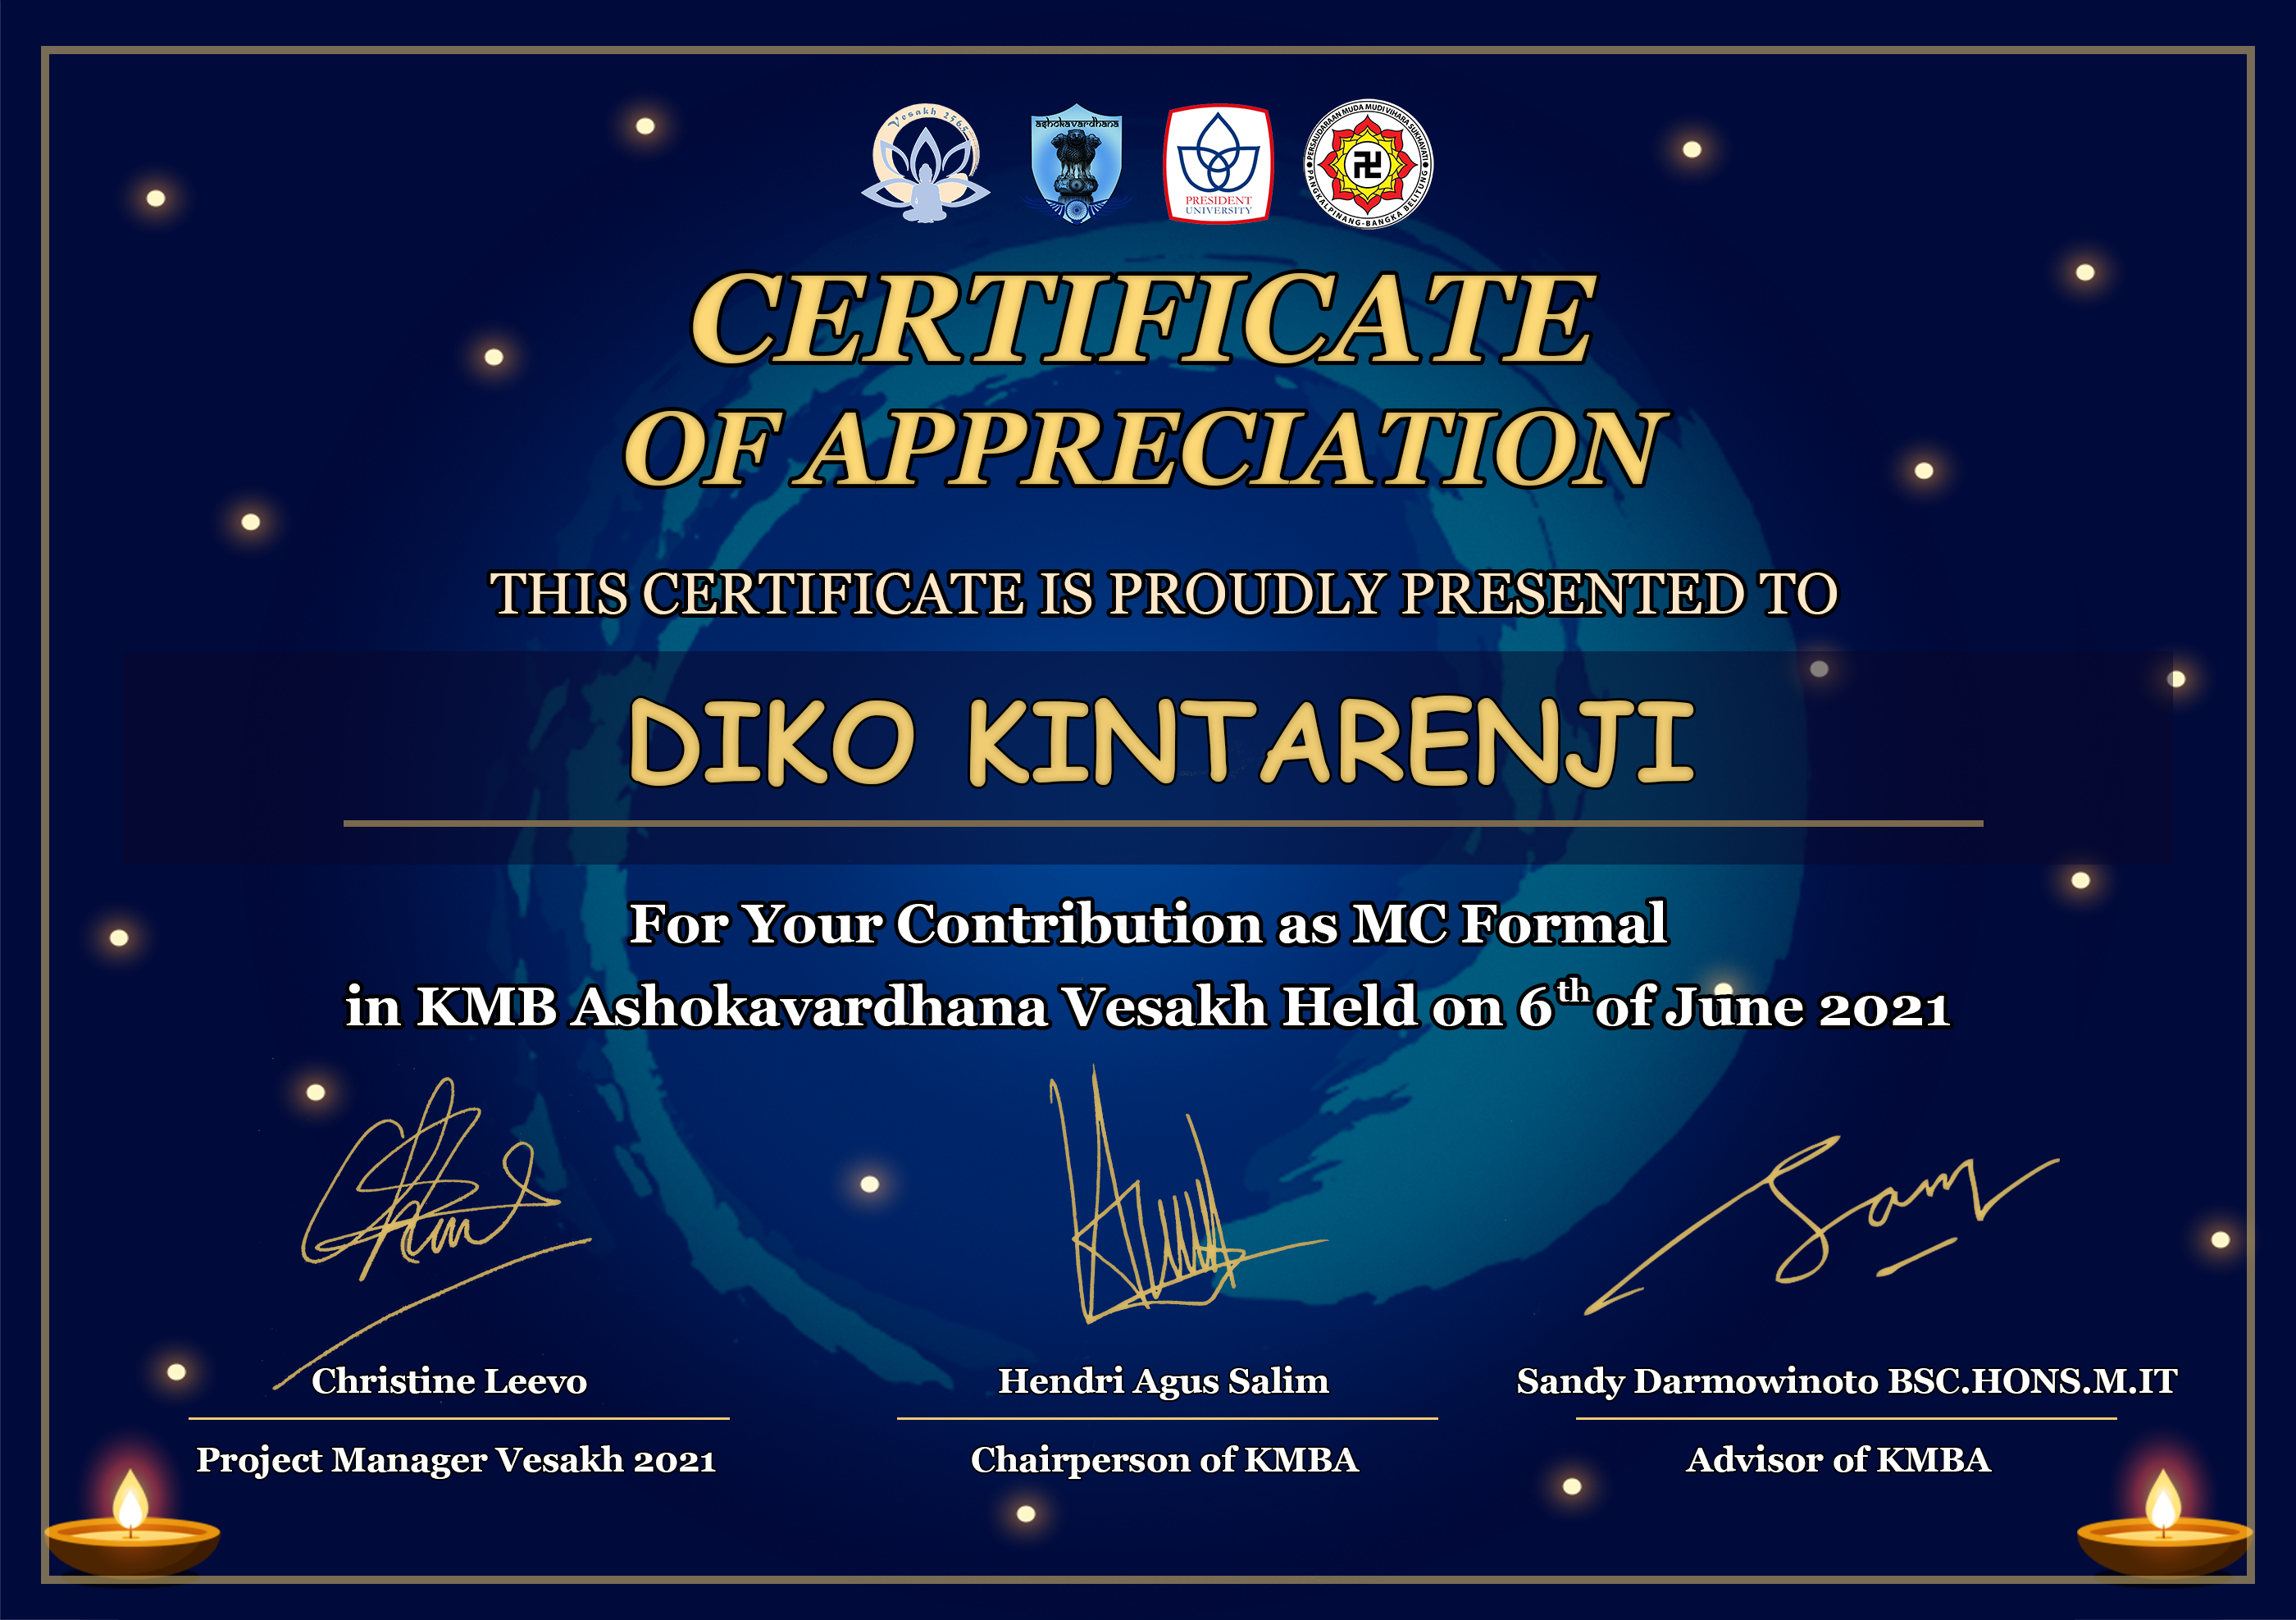 Vesakh 2565
ashokavardhana
PRESIDENT
UNIVERSITY
PERSAUDARAAN MUDA MUDI VIHARA SUKHAVATI
PANGKALPINANG-BANGKA BELITUNG
CERTIFICATE
OF APPRECIATION
THIS CERTIFICATE IS PROUDLY PRESENTED TO
DIKO KINTARENJI
For Your Contribution as MC Formal
in KMB Ashokavardhana Vesakh Held on 6th of June 2021
Christine Leevo
Project Manager Vesakh 2021
Hendri Agus Salim
Chairperson of KMBA
Sandy Darmowinoto BSC.HONS.M.IT
Advisor of KMBA